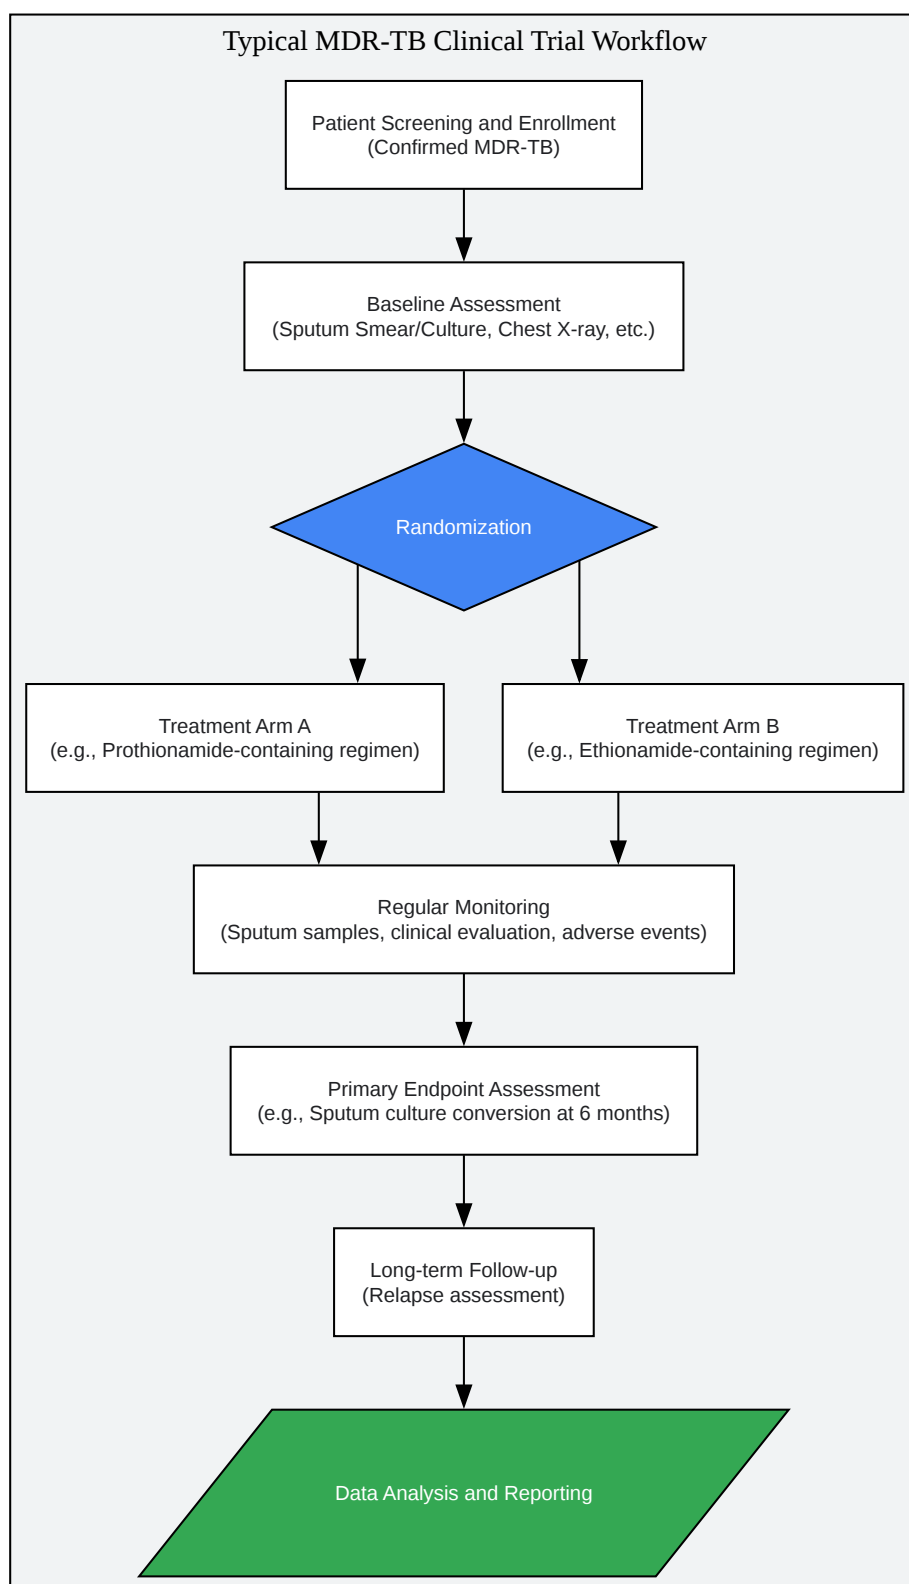 Typical MDR-TB Clinical Trial Workflow
Patient Screening and Enrollment
(Confirmed MDR-TB)
Baseline Assessment
(Sputum Smear/Culture, Chest X-ray, etc.)
Randomization
Treatment Arm A
(e.g., Prothionamide-containing regimen)
Treatment Arm B
(e.g., Ethionamide-containing regimen)
Regular Monitoring
(Sputum samples, clinical evaluation, adverse events)
Primary Endpoint Assessment
(e.g., Sputum culture conversion at 6 months)
Long-term Follow-up
(Relapse assessment)
Data Analysis and Reporting